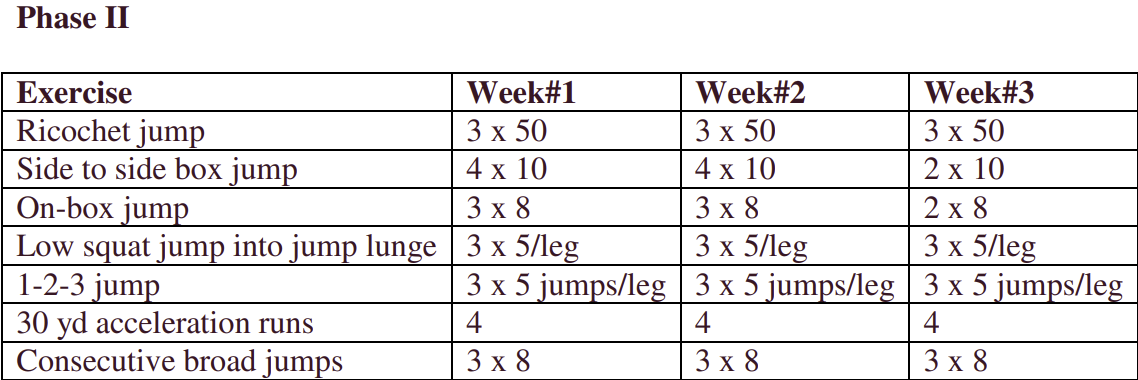 Phase II
Exercise Week#1 Week#2 Week#3
Ricochet jump 3 x 50 3 x 50 3 x 50
Side to side box jump 4 x 10 4 x 10 2 x 10
On-box jump 3 x 8 3 x 8 2 x 8
Low squat jump into jump lunge 3 x 5/leg 3 x 5/leg 3 x 5/leg
1-2-3 jump 3 x 5 jumps/leg 3 x 5 jumps/leg 3 x 5 jumps/leg
30 yd acceleration runs 4 4 4
Consecutive broad jumps 3 x 8 3 x 8 3 x 8